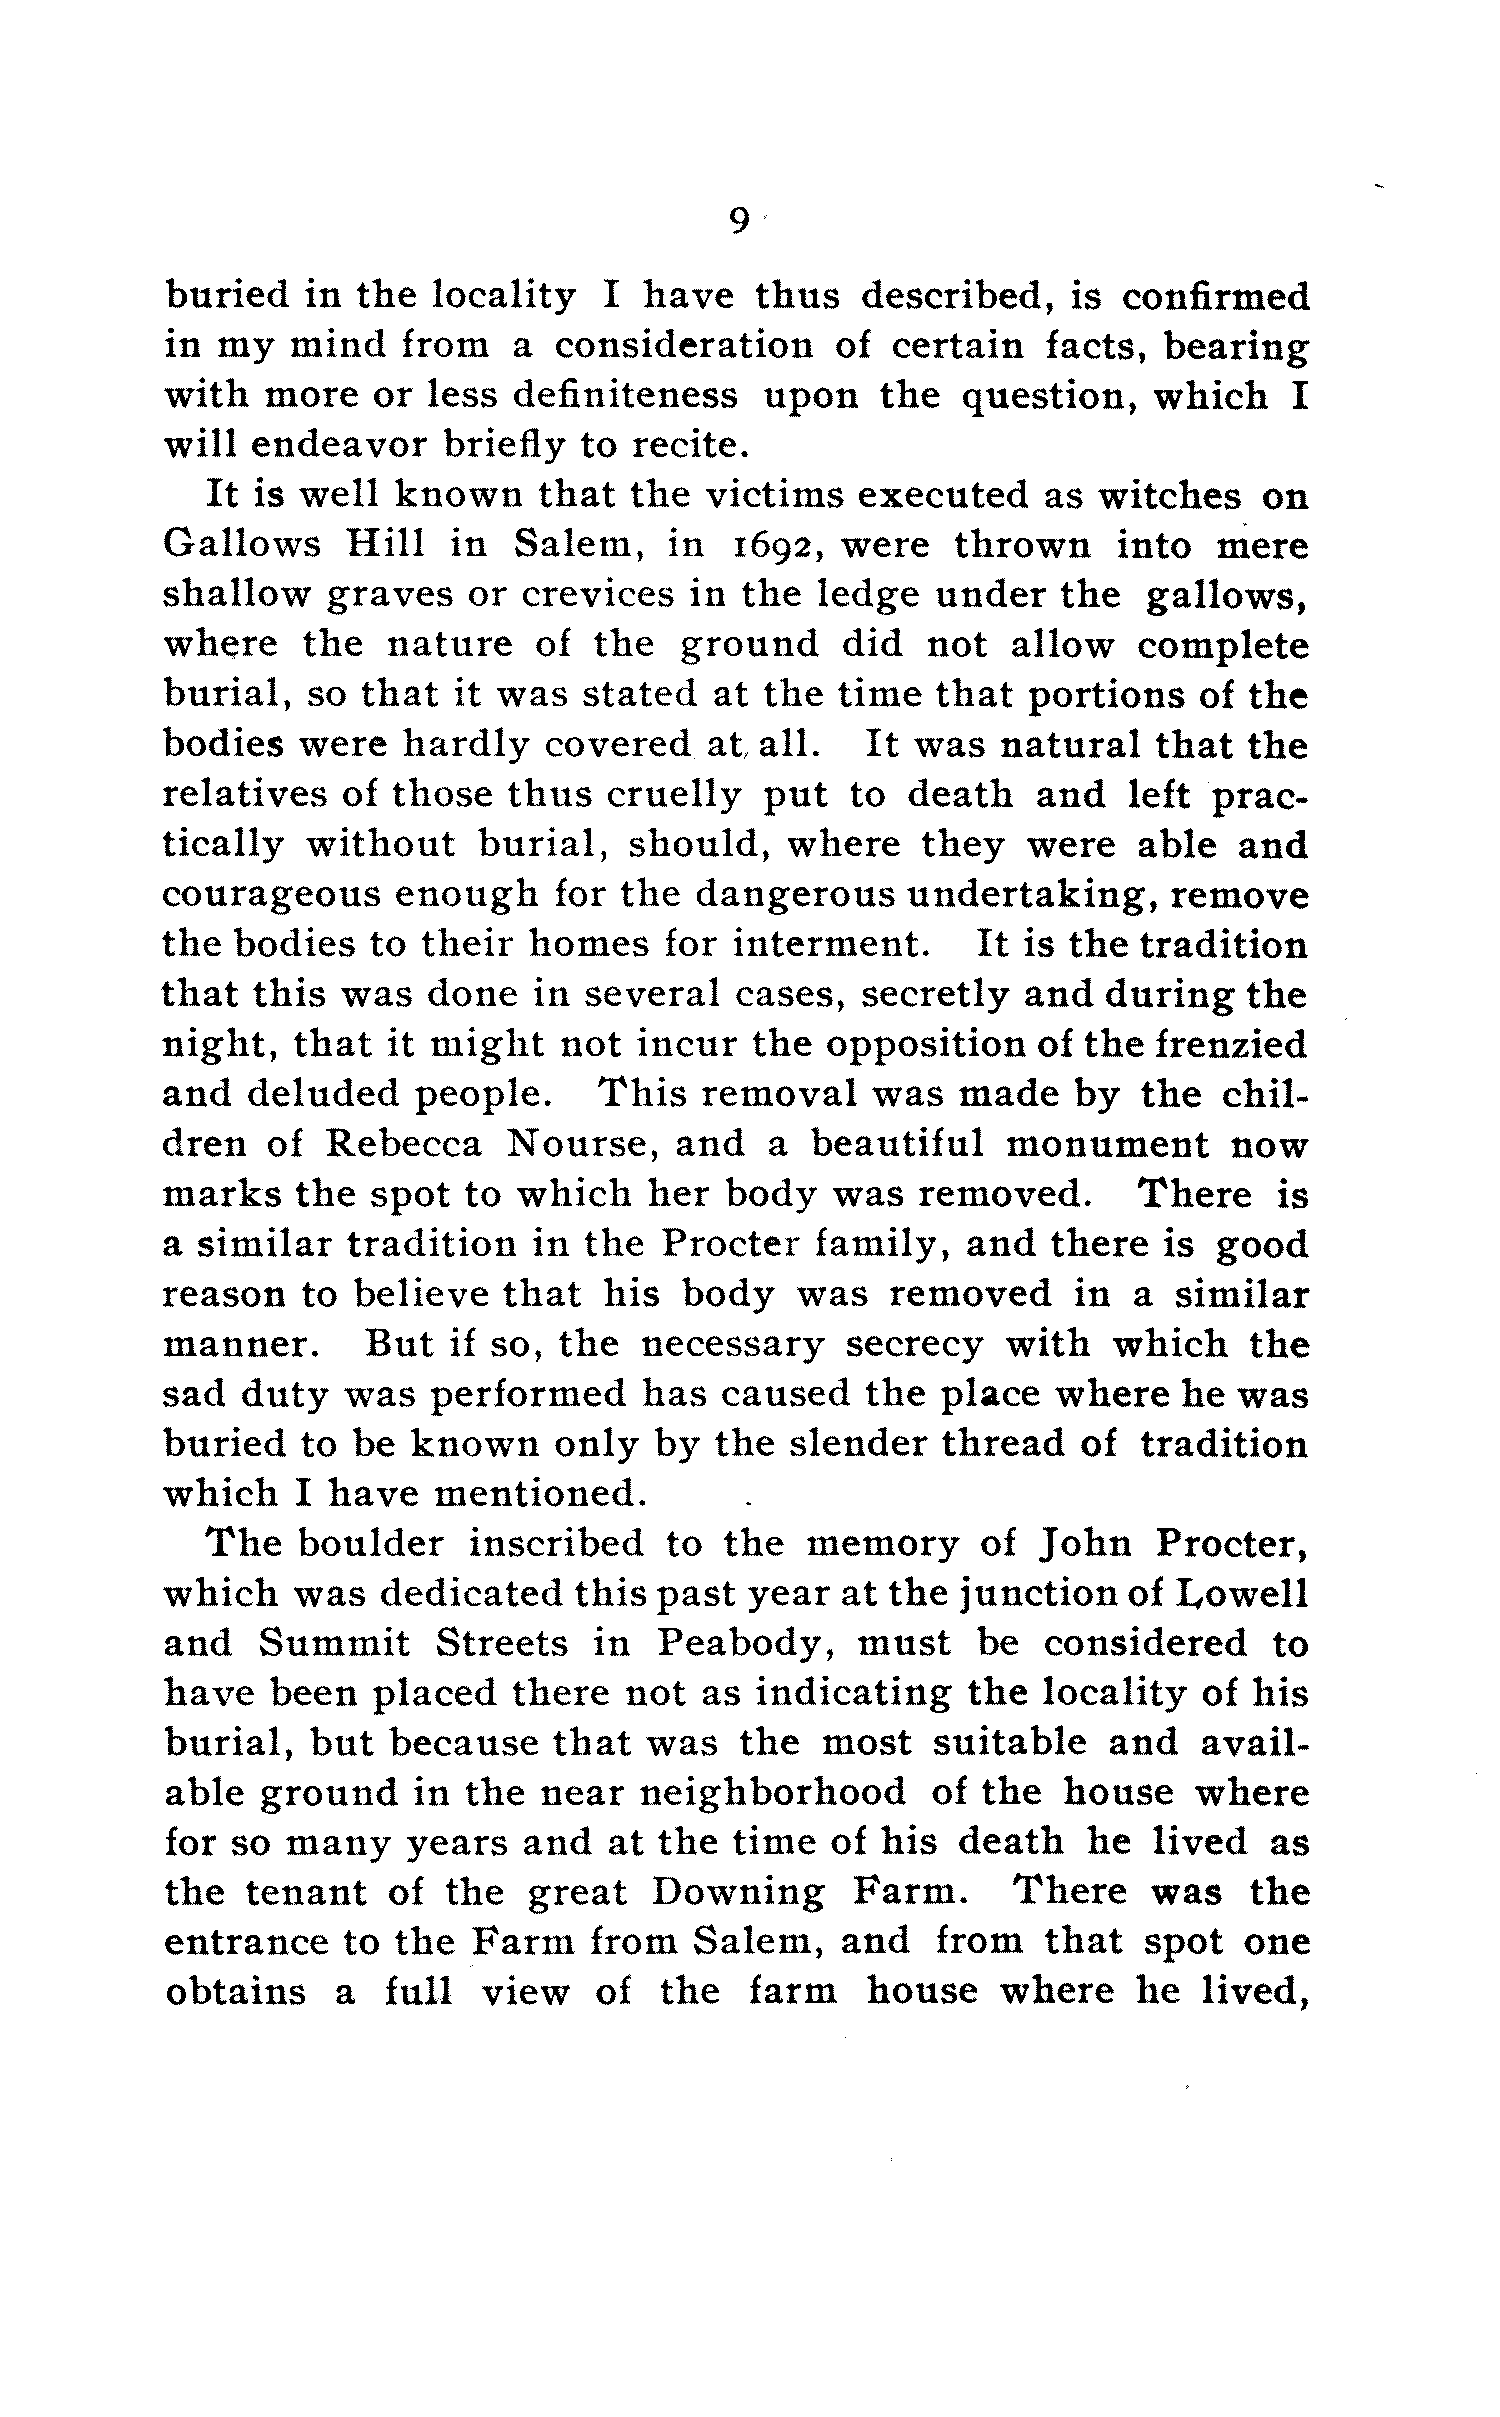 9
buried in the locality I have thus described, is confirmed
in my mind from a consideration of certain facts, bearing
with more or less definiteness upon the question, which I
will endeavor briefly to recite.
It is well known that the victims executed as witches on
Gallows Hill in Salem, in 1692, were thrown into mere
shallow graves or crevices in the ledge under the gallows,
where the nature of the ground did not allow complete
burial, so that it was stated at the time that portions of the
bodies were hardly covered at all. It was natural that the
relatives of those thus cruelly put to death and left prac-
tically without burial, should, where they were able and
courageous enough for the dangerous undertaking, remove
the bodies to their homes for interment. It is the tradition
that this was done in several cases, secretly and during the
night, that it might not incur the opposition of the frenzied
and deluded people. This removal was made by the chil-
dren of Rebecca Nourse, and a beautiful monument now
marks the spot to which her body was removed. There is
a similar tradition in the Procter family, and there is good
reason to believe that his body was removed in a similar
manner. But if so, the necessary secrecy with which the
sad duty was performed has caused the place where he was
buried to be known only by the slender thread of tradition
which I have mentioned.
The boulder inscribed to the memory of John Procter,
which was dedicated this past year at the junction of Lowell
and Summit Streets in Peabody, must be considered to
have been placed there not as indicating the locality of his
burial, but because that was the most suitable and avail-
able ground in the near neighborhood of the house where
for so many years and at the time of his death he lived as
the tenant of the great Downing Farm. There was the
entrance to the Farm from Salem, and from that spot one
obtains a full view of the farm house where he lived,